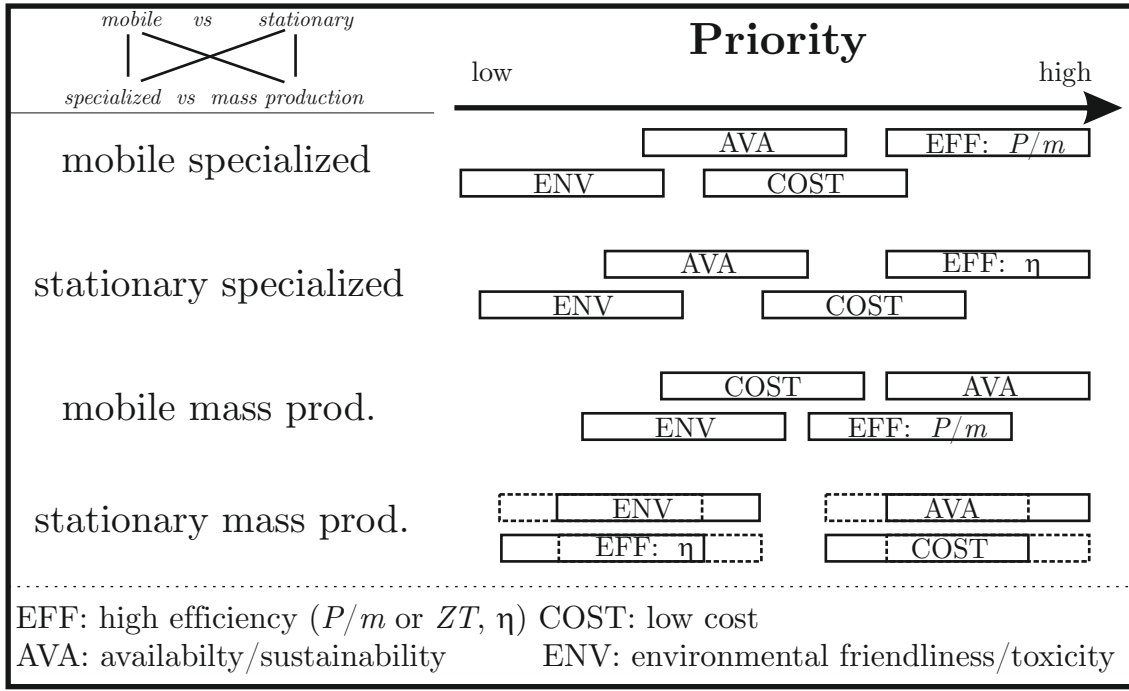 mobile vs stationary
specialized vs mass production
Priority
low high
mobile specialized
AVA EFF: P/m
ENV COST
stationary specialized
AVA EFF: η
ENV COST
mobile mass prod.
COST AVA
ENV EFF: P/m
stationary mass prod.
ENV AVA
EFF: η COST
EFF: high efficiency (P/m or ZT, η) COST: low cost
AVA: availabilty/sustainability ENV: environmental friendliness/toxicity